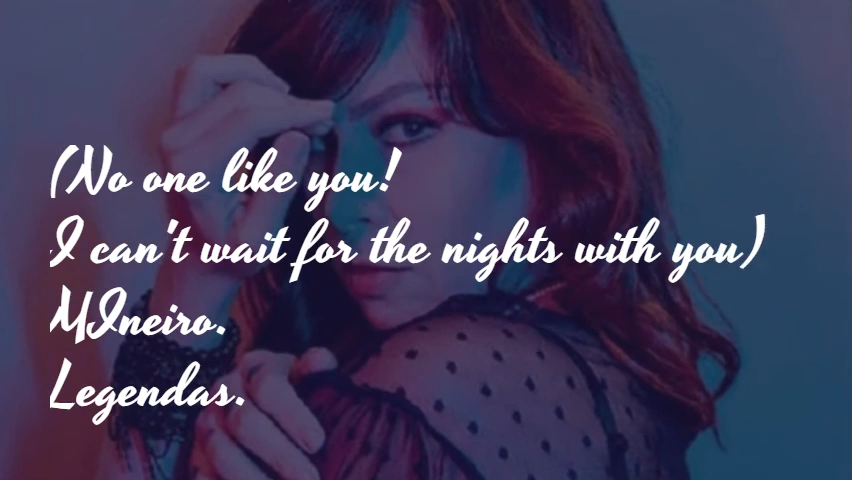 (No one like you!
I can't wait for the nights with you)
MIneiro.
Legendas.